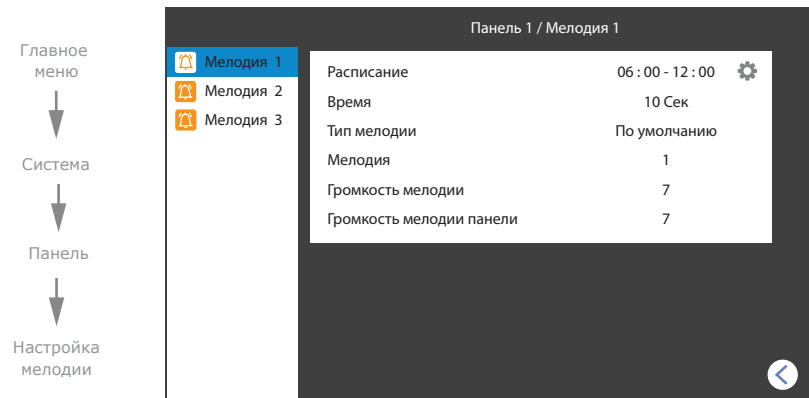 Главное
меню
Система
Панель
Настройка
мелодии
Панель 1 / Мелодия 1
Мелодия 1
Мелодия 2
Мелодия 3
Расписание 06 : 00 - 12 : 00
Время 10 Сек
Тип мелодии По умолчанию
Мелодия 1
Громкость мелодии 7
Громкость мелодии панели 7